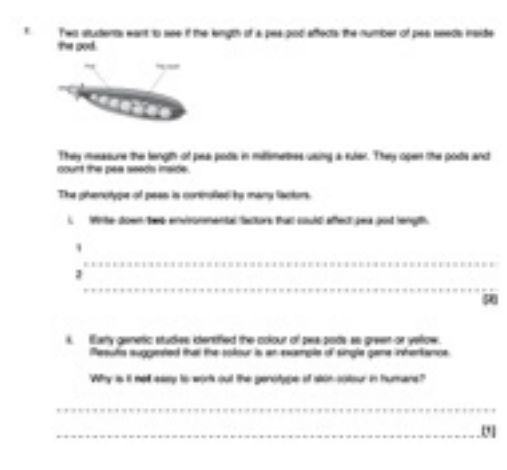 Two students want to see if the length of a pea pod affects the number of pea seeds inside
the pod.
They measure the length of pea pods in millimetres using a ruler. They open the pods and
count the pea seeds inside.
The phenotype of peas is controlled by many factors.
i. Write down two environmental factors that could affect pea pod length.
1
2
[2]
ii. Early genetic studies identified the colour of pea pods as green or yellow.
Results suggested that the colour is an example of single gene inheritance.
Why is it not easy to work out the genotype of skin colour in humans?
[1]